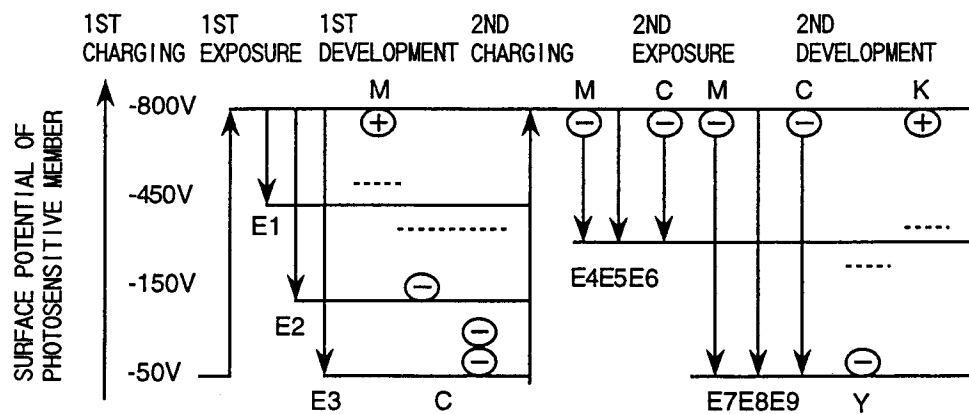 1ST CHARGING
1ST EXPOSURE
1ST DEVELOPMENT
2ND CHARGING
2ND EXPOSURE
2ND DEVELOPMENT
SURFACE POTENTIAL OF
PHOTOSENSITIVE MEMBER
M M C M C K
-800V + - - - - +
-450V
E1
E4E5E6
-150V -
E2
-
-50V - -
E3 C E7E8E9 Y